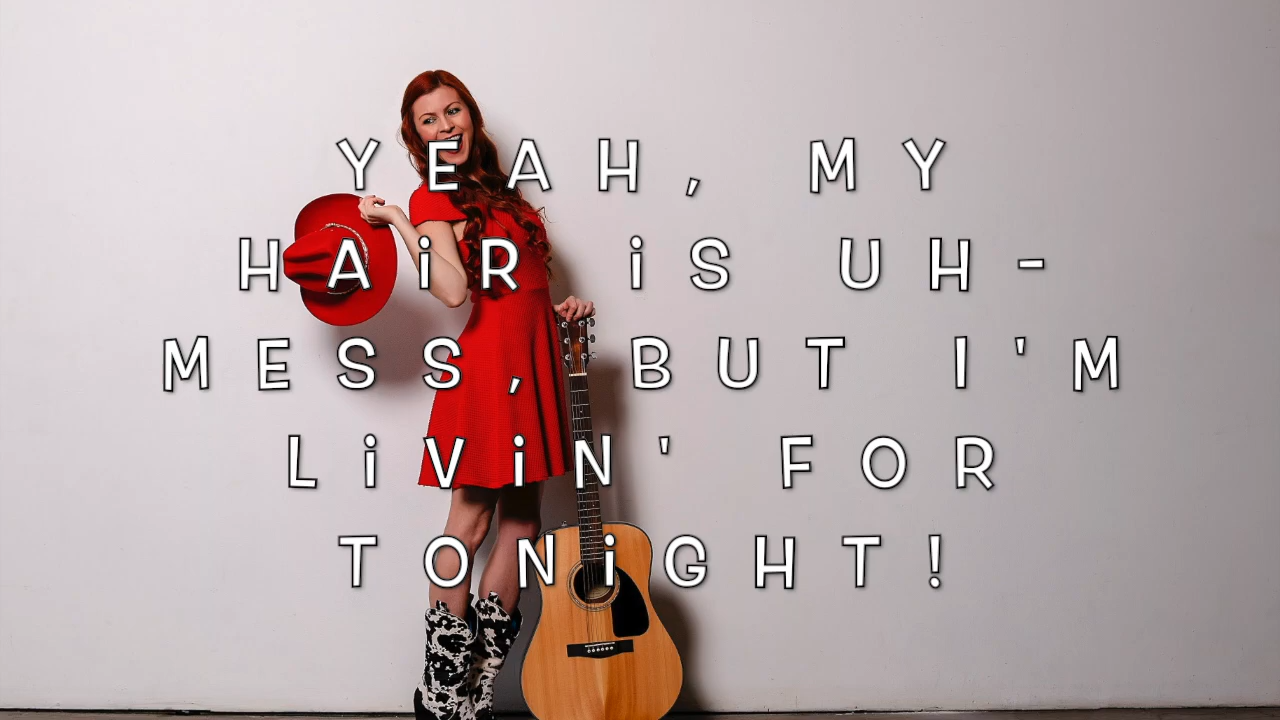 YEAH, MY
HAiR iS UH-
MESS, BUT I'M
LiViN' FOR
TONiGHT!